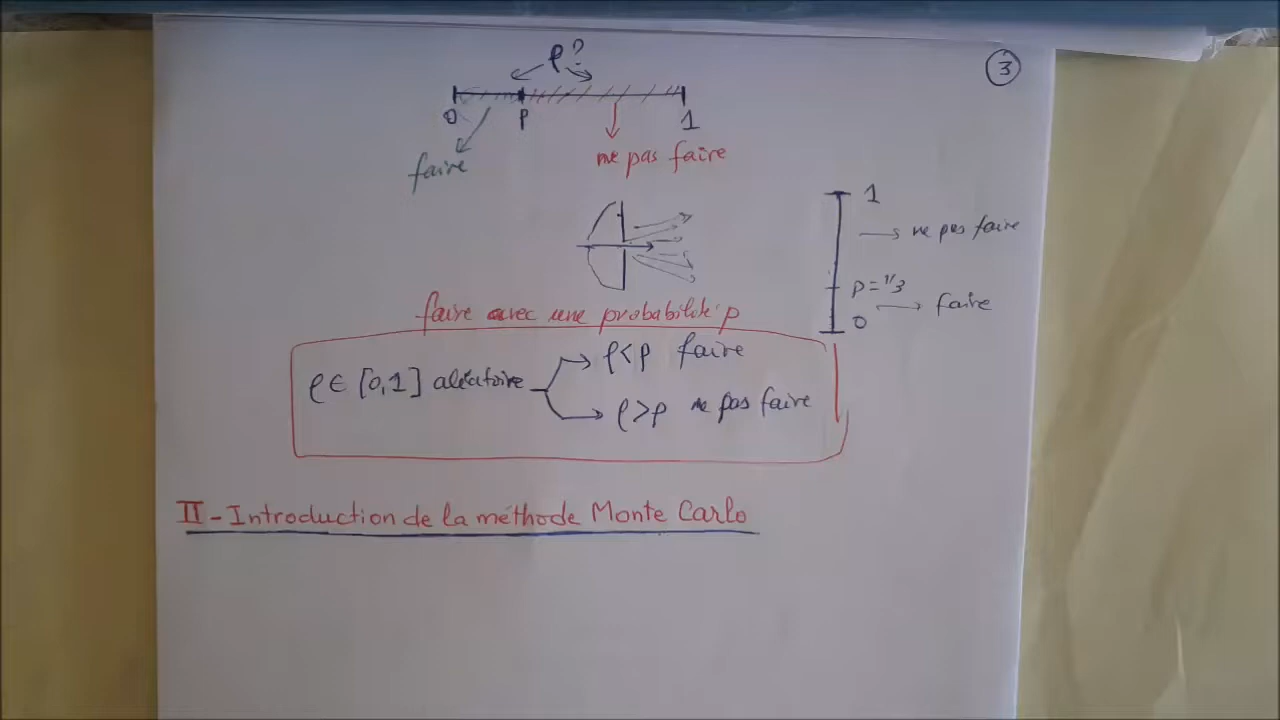 ρ?
3
0 P 1
faire
ne pas faire
1
ne pas faire
P = 1/3
faire
0
faire avec une probabilité p
ρ ∈ [0,1] aléatoire
ρ<p faire
ρ>p ne pas faire
II - Introduction de la méthode Monte Carlo